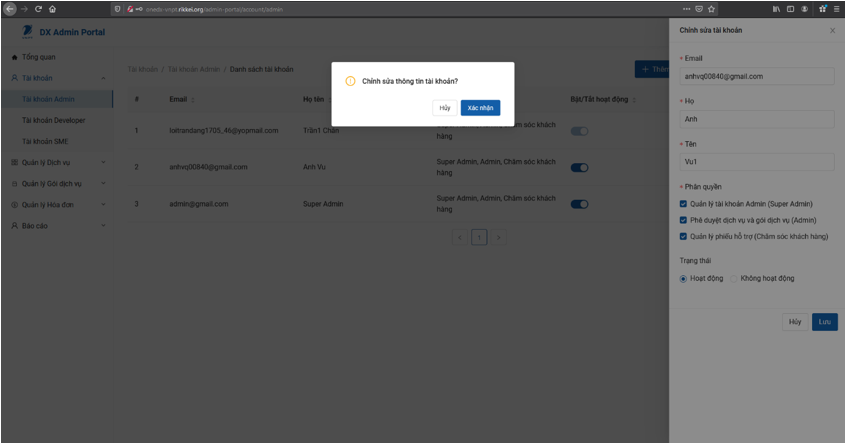 onedx-vnpt.rikkei.org/admin-portal/account/admin
DX Admin Portal
Tổng quan
Tài khoản
Tài khoản Admin
Tài khoản Developer
Tài khoản SME
Quản lý Dịch vụ
Quản lý Gói dịch vụ
Quản lý Hóa đơn
Báo cáo
Tài khoản / Tài khoản Admin / Danh sách tài khoản
+ Thêm
# Email Họ tên Bật/Tắt hoạt động
1 loitrondang1705_46@yopmail.com Trần1 Chân khách
hàng
2 anhvq00840@gmail.com Anh Vu Super Admin, Admin, Chăm sóc khách
hàng
3 admin@gmail.com Super Admin Super Admin, Admin, Chăm sóc khách
hàng
< 1 >
Chỉnh sửa thông tin tài khoản?
Hủy Xác nhận
Chỉnh sửa tài khoản
* Email
anhvq00840@gmail.com
* Họ
Anh
* Tên
Vu1
* Phân quyền
Quản lý tài khoản Admin (Super Admin)
Phê duyệt dịch vụ và gói dịch vụ (Admin)
Quản lý phiếu hỗ trợ (Chăm sóc khách hàng)
Trạng thái
Hoạt động Không hoạt động
Hủy Lưu